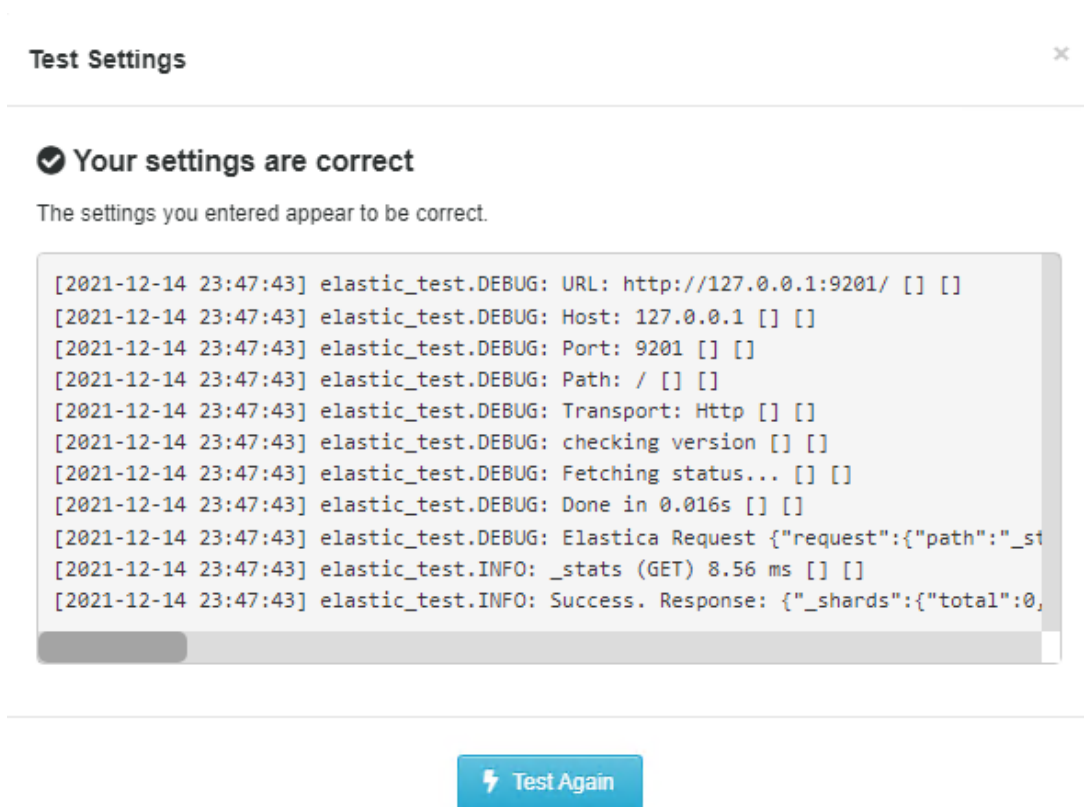 Test Settings
×
Your settings are correct
The settings you entered appear to be correct.
[2021-12-14 23:47:43] elastic_test.DEBUG: URL: http://127.0.0.1:9201/ [] []
[2021-12-14 23:47:43] elastic_test.DEBUG: Host: 127.0.0.1 [] []
[2021-12-14 23:47:43] elastic_test.DEBUG: Port: 9201 [] []
[2021-12-14 23:47:43] elastic_test.DEBUG: Path: / [] []
[2021-12-14 23:47:43] elastic_test.DEBUG: Transport: Http [] []
[2021-12-14 23:47:43] elastic_test.DEBUG: checking version [] []
[2021-12-14 23:47:43] elastic_test.DEBUG: Fetching status... [] []
[2021-12-14 23:47:43] elastic_test.DEBUG: Done in 0.016s [] []
[2021-12-14 23:47:43] elastic_test.DEBUG: Elastica Request {"request":{"path":"_st
[2021-12-14 23:47:43] elastic_test.INFO: _stats (GET) 8.56 ms [] []
[2021-12-14 23:47:43] elastic_test.INFO: Success. Response: {"_shards":{"total":0,
Test Again